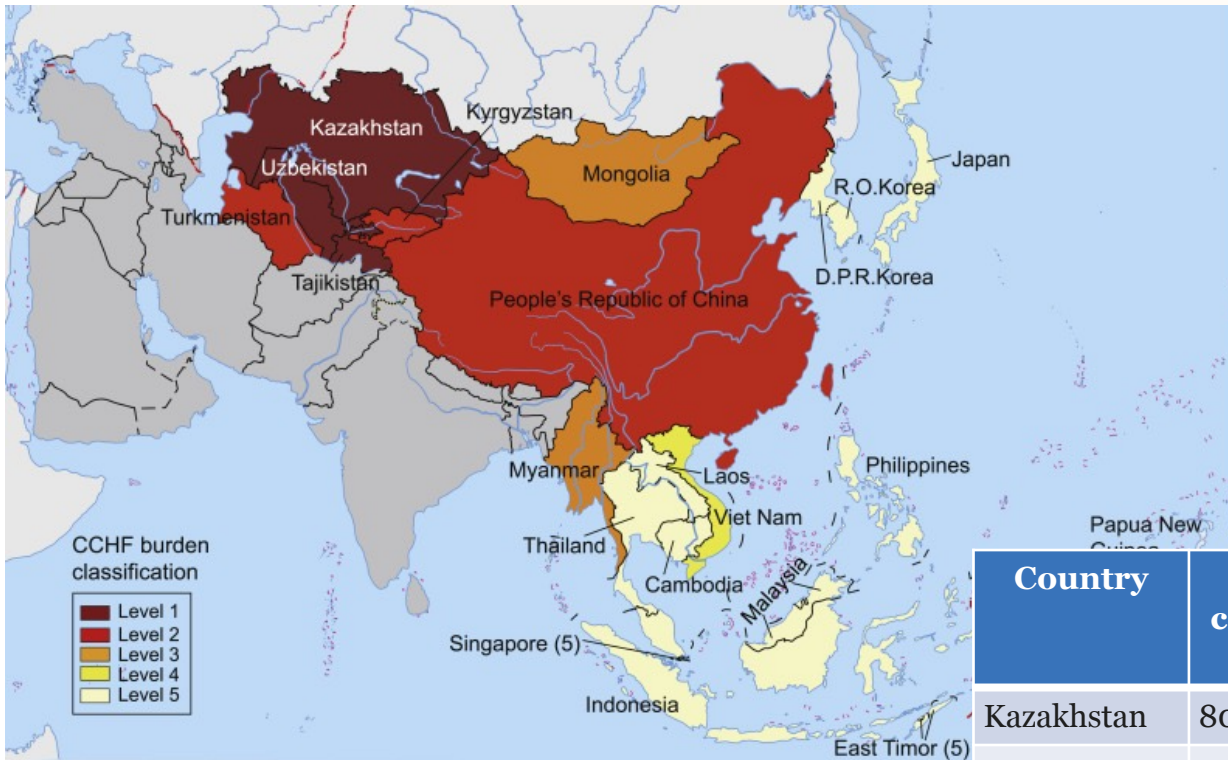 Kazakhstan
Kyrgyzstan
Uzbekistan
Mongolia
Japan
R.O.Korea
Turkmenistan
D.P.R.Korea
Tajikistan
People's Republic of China
Myanmar
Laos
Philippines
Viet Nam
Thailand
Cambodia
Papua New
Malaysia
Singapore (5)
Indonesia
East Timor (5)
CCHF burden
classification
Level 1
Level 2
Level 3
Level 4
Level 5
Country
c
Kazakhstan